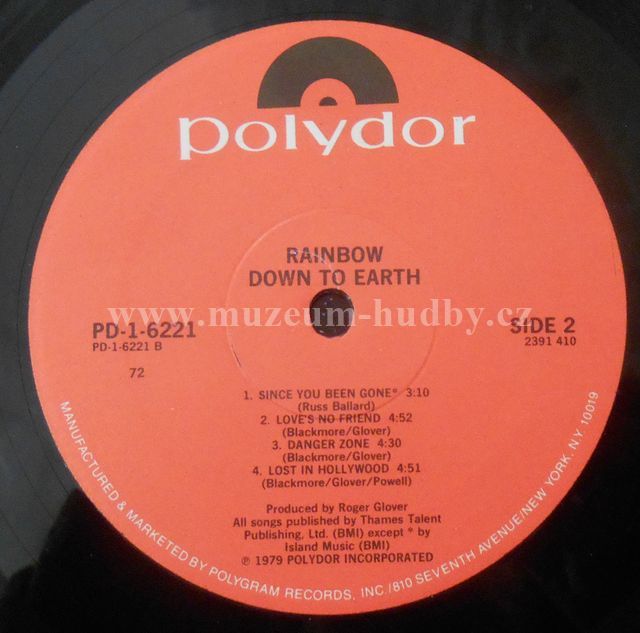 polydor
RAINBOW
DOWN TO EARTH
www.muzeum-hudby.cz
PD-1-6221
PD-1-6221 B
72
SIDE 2
2391 410
1. SINCE YOU BEEN GONE* 3:10
(Russ Ballard)
2. LOVE'S NO FRIEND 4:52
(Blackmore/Glover)
3. DANGER ZONE 4:30
(Blackmore/Glover)
4. LOST IN HOLLYWOOD 4:51
(Blackmore/Glover/Powell)
Produced by Roger Glover
All songs published by Thames Talent
Publishing, Ltd. (BMI) except * by
Island Music (BMI)
℗ 1979 POLYDOR INCORPORATED
MANUFACTURED & MARKETED BY POLYGRAM RECORDS, INC./810 SEVENTH AVENUE/NEW YORK, N.Y. 10019